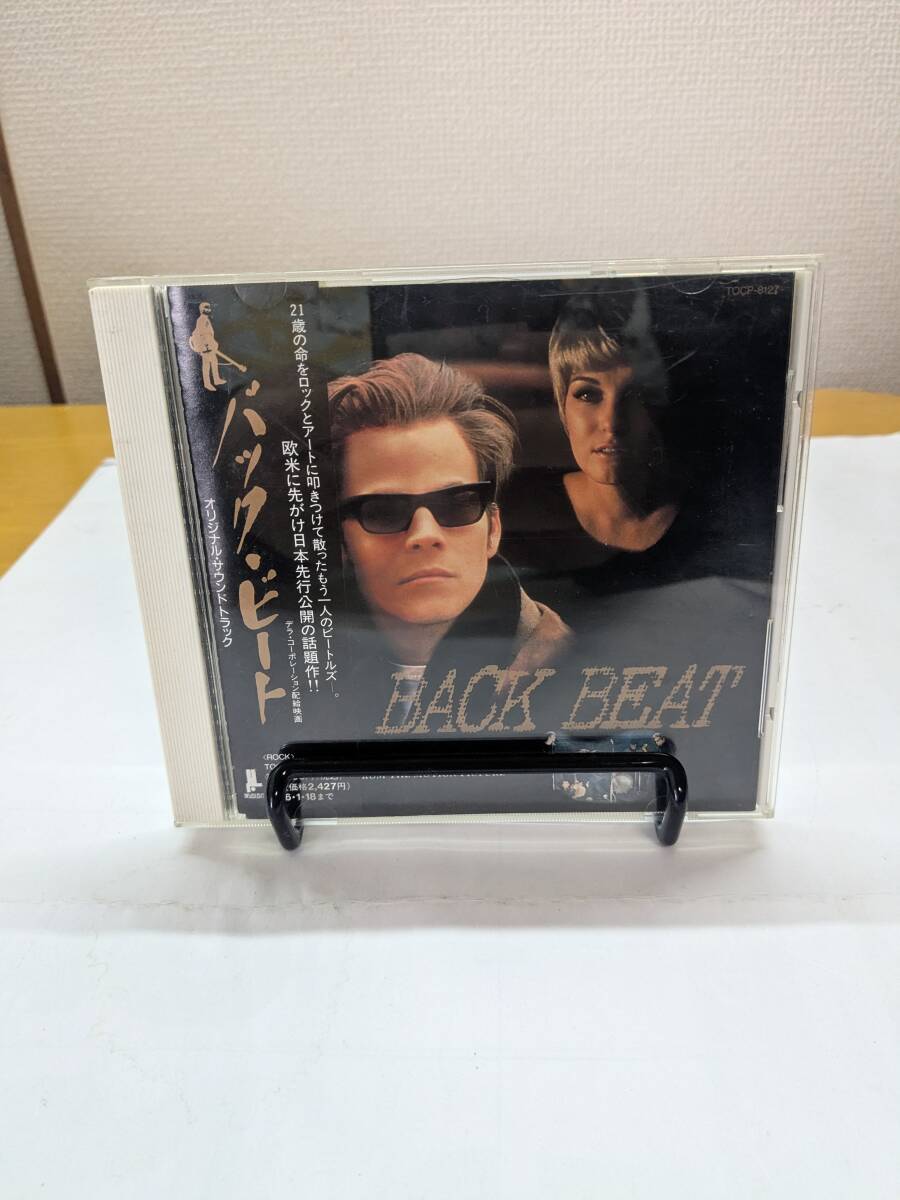 TOCP-8127
バック・ビート
オリジナル・サウンドトラック
21歳の命をロックとアートに叩きつけて散ったもう一人のビートルズ—。
欧米に先がけ日本先行公開の話題作!!
デラ・コーポレーション配給映画
BACK BEAT
〈ROCK〉
価格2,427円)
6・1・18まで